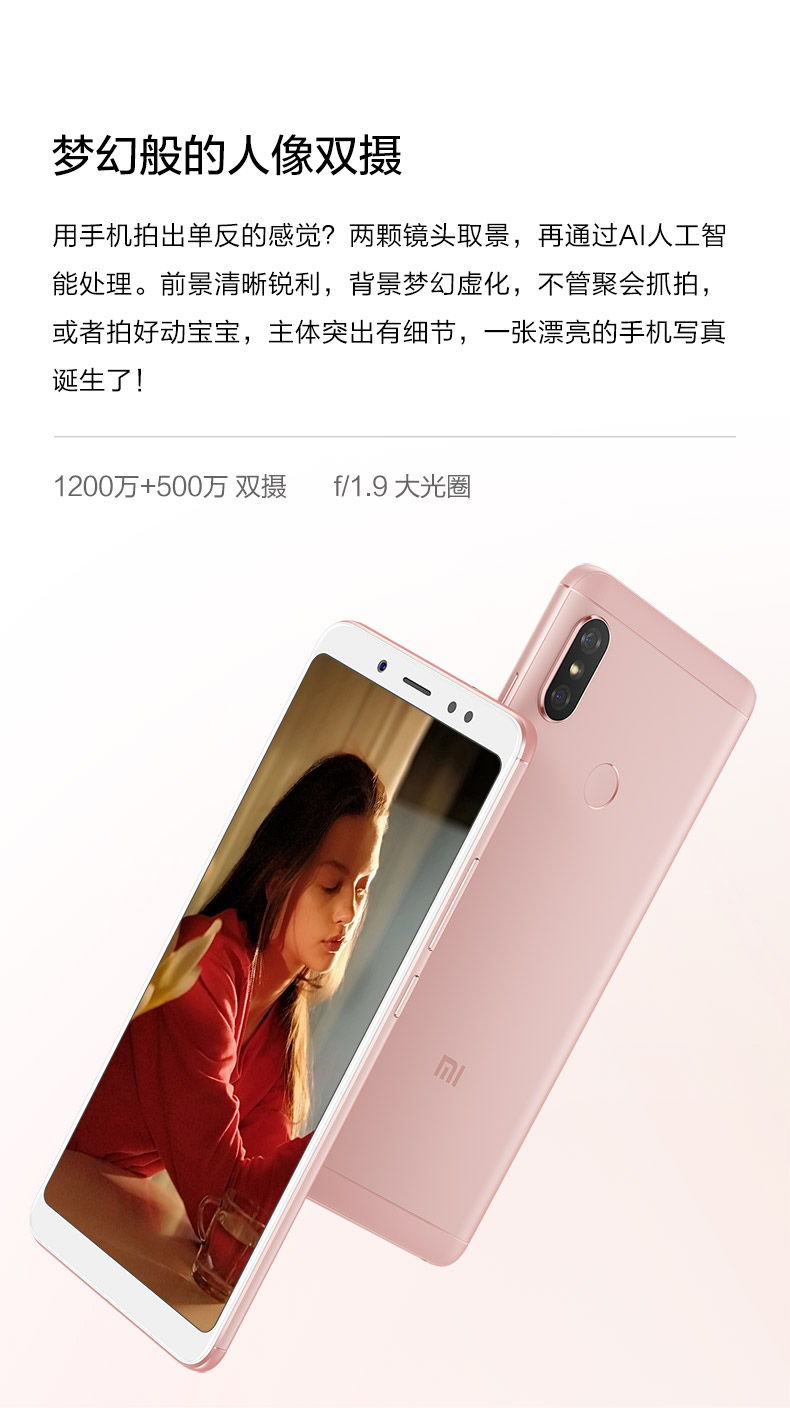 梦幻般的人像双摄
用手机拍出单反的感觉？两颗镜头取景，再通过AI人工智
能处理。前景清晰锐利，背景梦幻虚化，不管聚会抓拍，
或者拍好动宝宝，主体突出有细节，一张漂亮的手机写真
诞生了！
1200万+500万 双摄 f/1.9 大光圈
MI